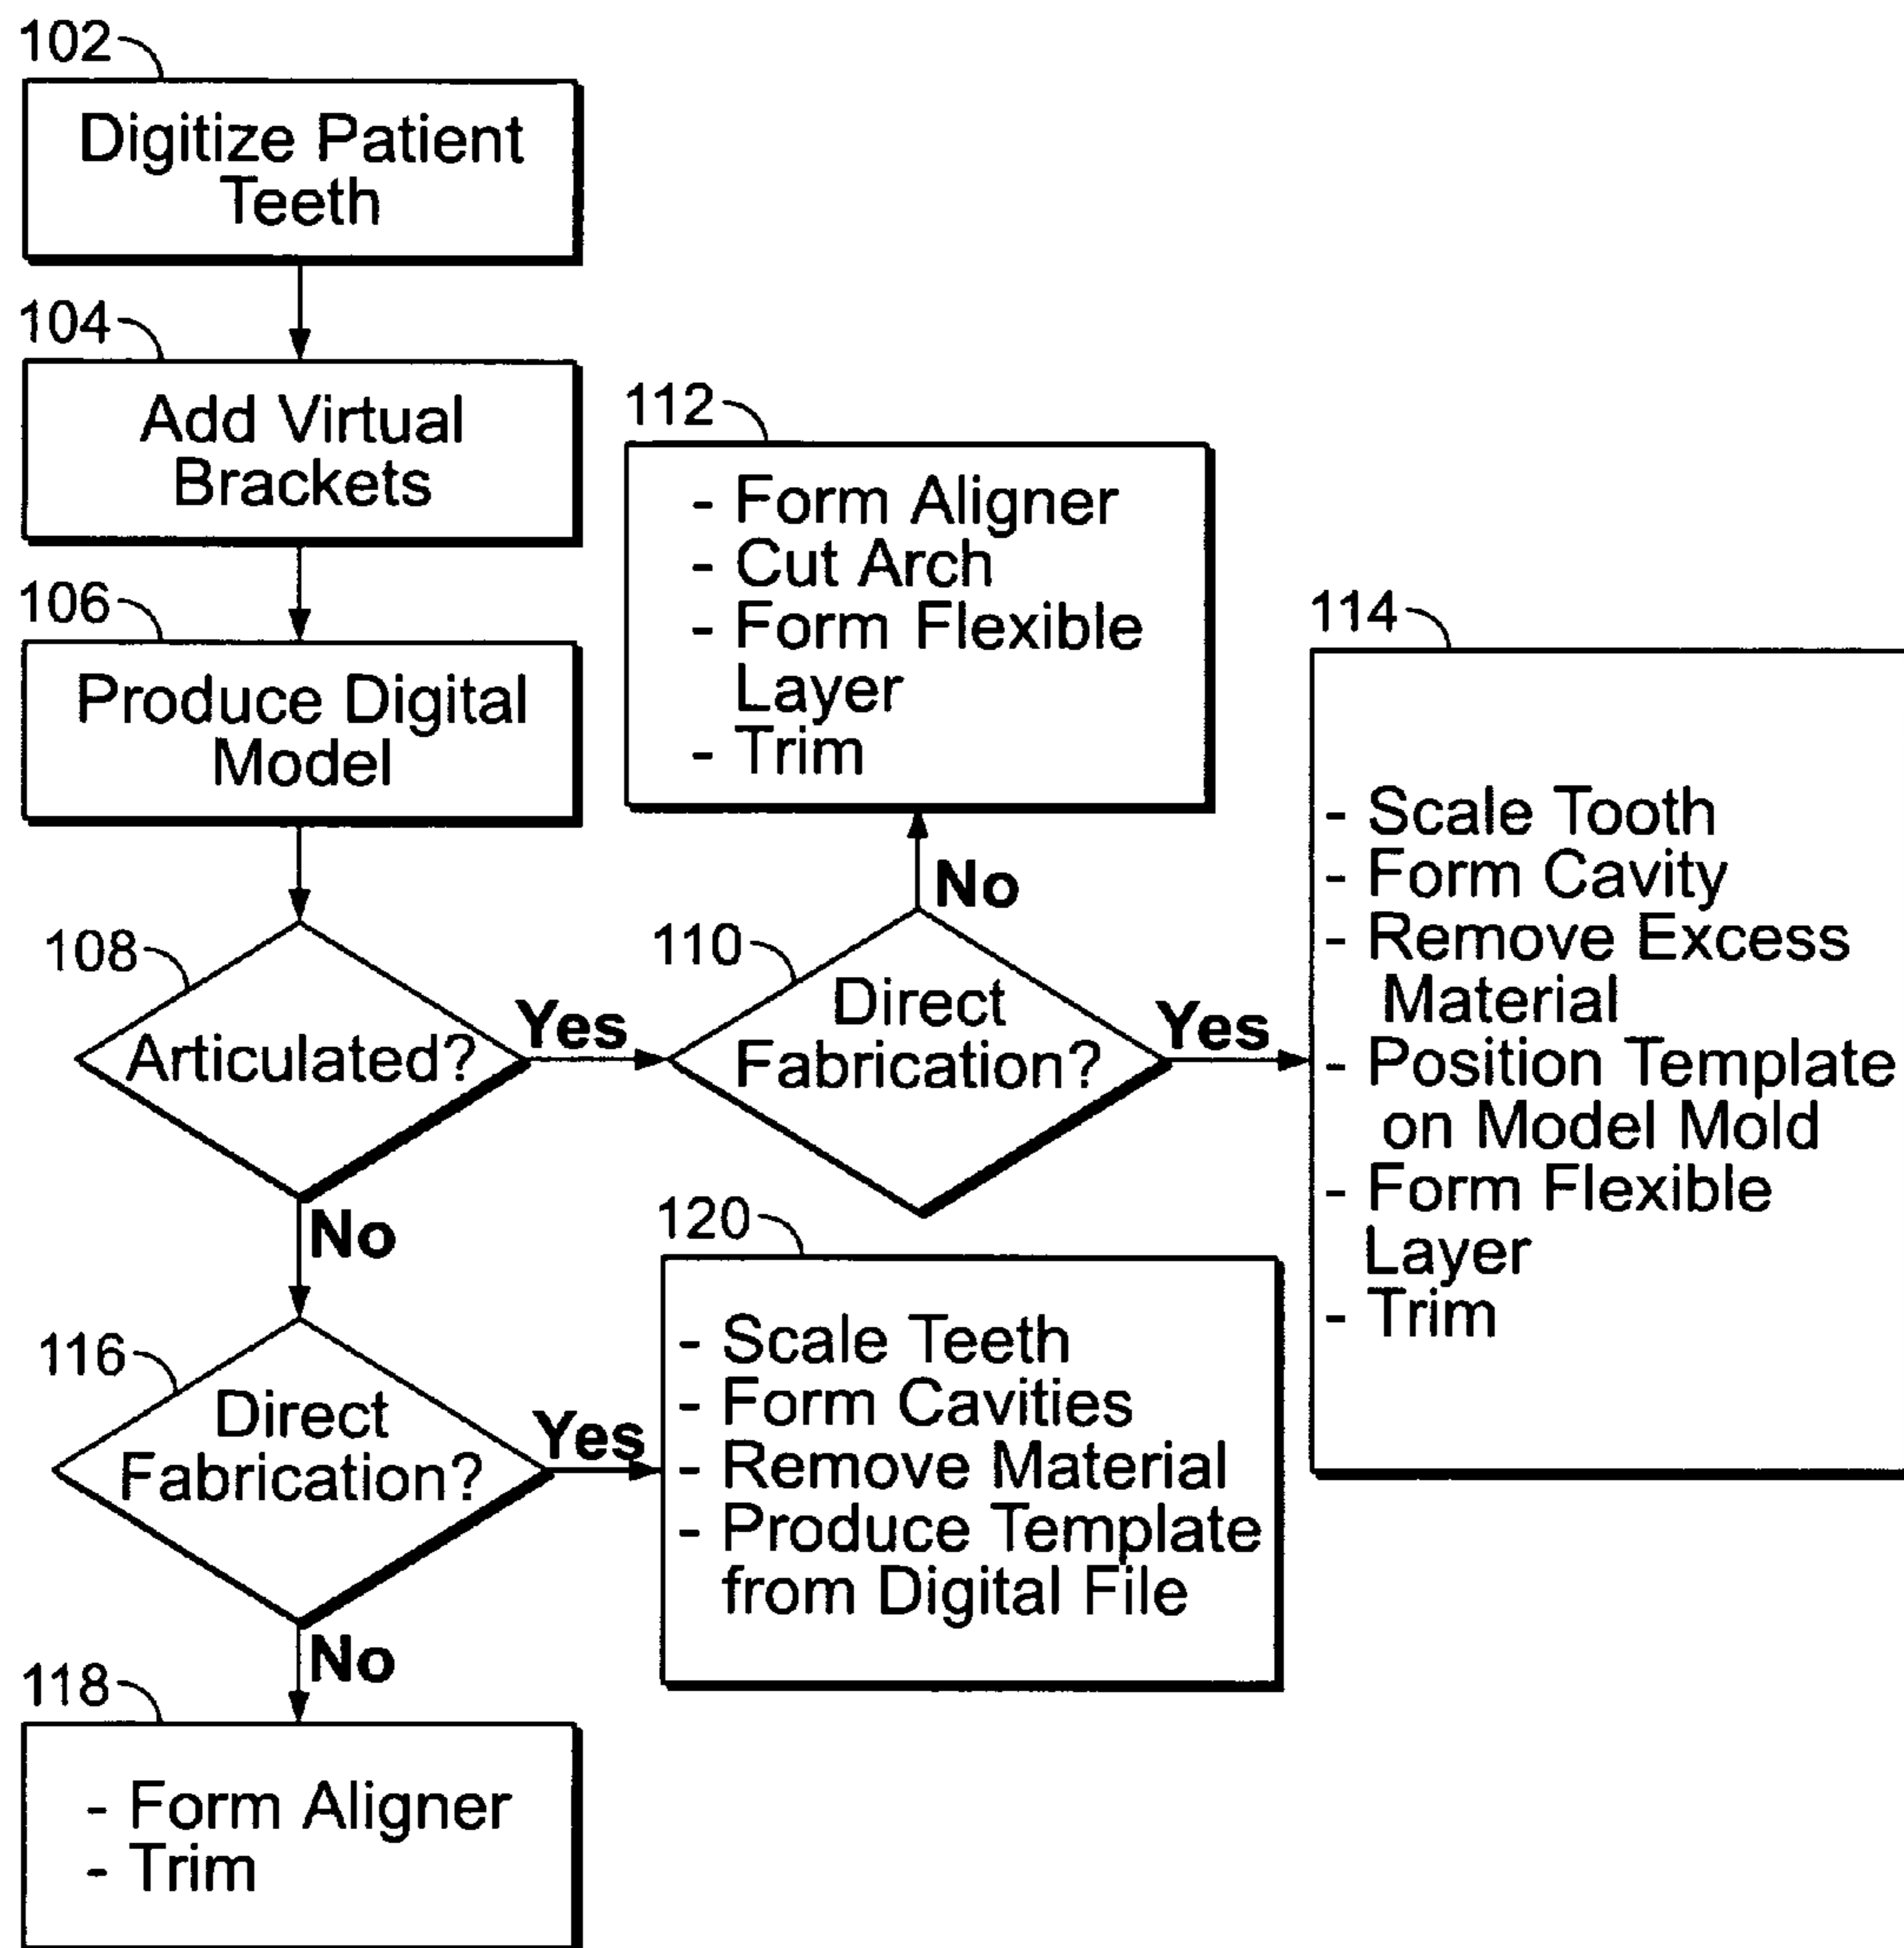 102
Digitize Patient
Teeth
104
Add Virtual
Brackets
106
Produce Digital
Model
108
Articulated?
Yes
No
110
Direct
Fabrication?
No
Yes
112
- Form Aligner
- Cut Arch
- Form Flexible
Layer
- Trim
114
- Scale Tooth
- Form Cavity
- Remove Excess
Material
- Position Template
on Model Mold
- Form Flexible
Layer
- Trim
116
Direct
Fabrication?
Yes
No
120
- Scale Teeth
- Form Cavities
- Remove Material
- Produce Template
from Digital File
118
- Form Aligner
- Trim